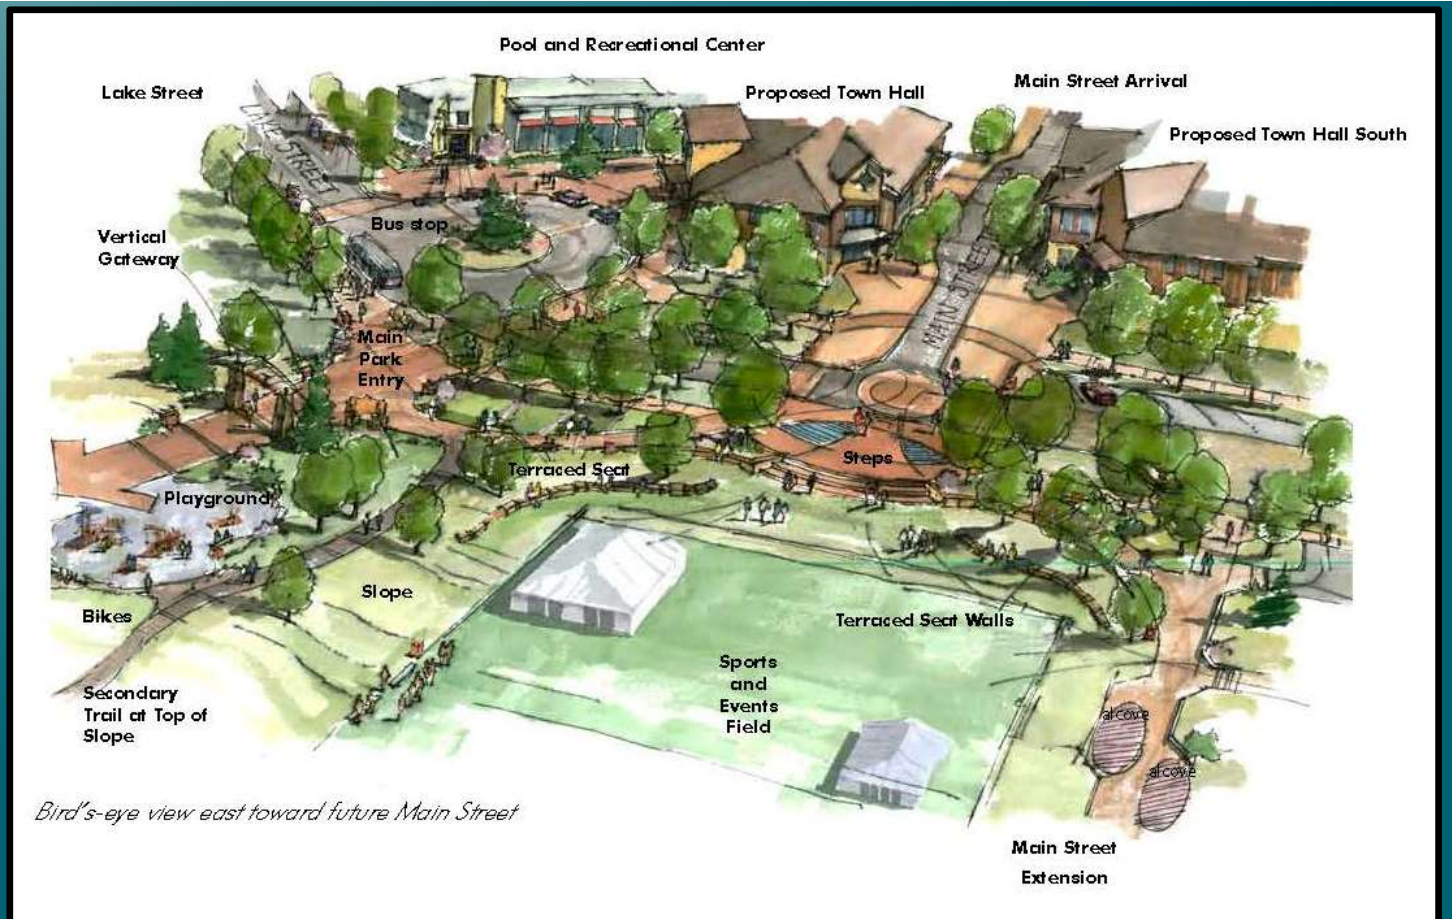 Pool and Recreational Center
Lake Street
Proposed Town Hall
Main Street Arrival
Proposed Town Hall South
LAKE STREET
Vertical
Gateway
Bus stop
MAIN STREET
Main
Park
Entry
Terraced Seat
Steps
Playground
Slope
Bikes
Terraced Seat Walls
Sports
and
Events
Field
Secondary
Trail at Top of
Slope
alcove
alcove
Bird's-eye view east toward future Main Street
Main Street
Extension